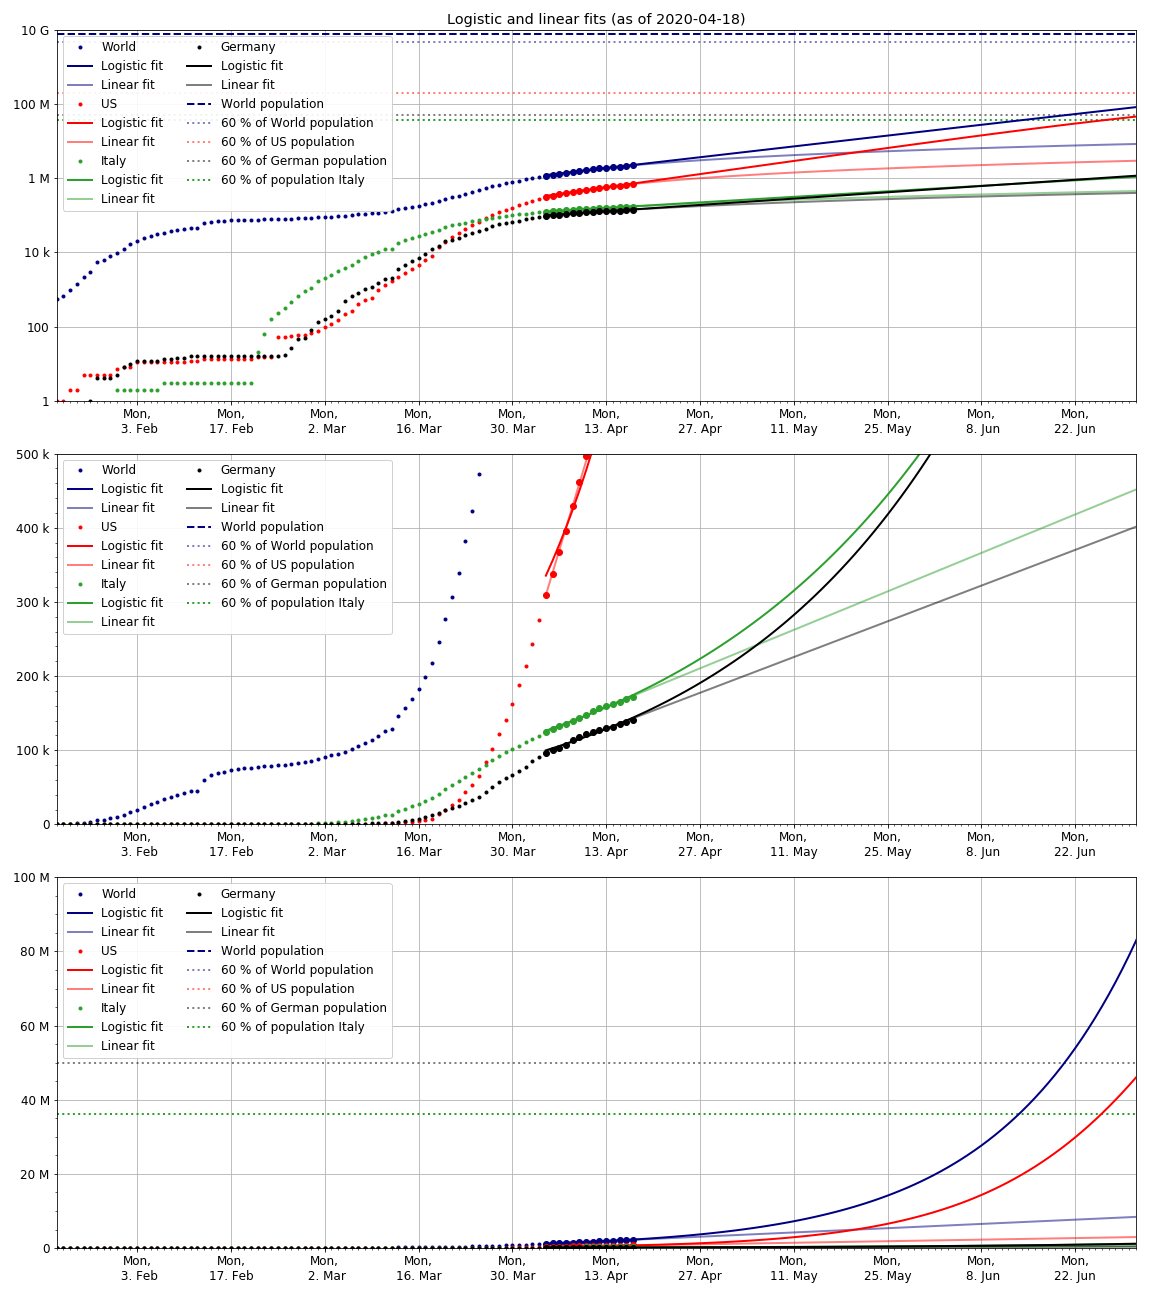 Logistic and linear fits (as of 2020-04-18)
10 G
100 M
1 M
10 k
100
1
World
Logistic fit
Linear fit
US
Logistic fit
Linear fit
Italy
Logistic fit
Linear fit
Germany
Logistic fit
Linear fit
World population
60 % of World population
60 % of US population
60 % of German population
60 % of population Italy
Mon,
3. Feb
Mon,
17. Feb
Mon,
2. Mar
Mon,
16. Mar
Mon,
30. Mar
Mon,
13. Apr
Mon,
27. Apr
Mon,
11. May
Mon,
25. May
Mon,
8. Jun
Mon,
22. Jun
500 k
400 k
300 k
200 k
100 k
0
World
Logistic fit
Linear fit
US
Logistic fit
Linear fit
Italy
Logistic fit
Linear fit
Germany
Logistic fit
Linear fit
World population
60 % of World population
60 % of US population
60 % of German population
60 % of population Italy
Mon,
3. Feb
Mon,
17. Feb
Mon,
2. Mar
Mon,
16. Mar
Mon,
30. Mar
Mon,
13. Apr
Mon,
27. Apr
Mon,
11. May
Mon,
25. May
Mon,
8. Jun
Mon,
22. Jun
100 M
80 M
60 M
40 M
20 M
0
World
Logistic fit
Linear fit
US
Logistic fit
Linear fit
Italy
Logistic fit
Linear fit
Germany
Logistic fit
Linear fit
World population
60 % of World population
60 % of US population
60 % of German population
60 % of population Italy
Mon,
3. Feb
Mon,
17. Feb
Mon,
2. Mar
Mon,
16. Mar
Mon,
30. Mar
Mon,
13. Apr
Mon,
27. Apr
Mon,
11. May
Mon,
25. May
Mon,
8. Jun
Mon,
22. Jun